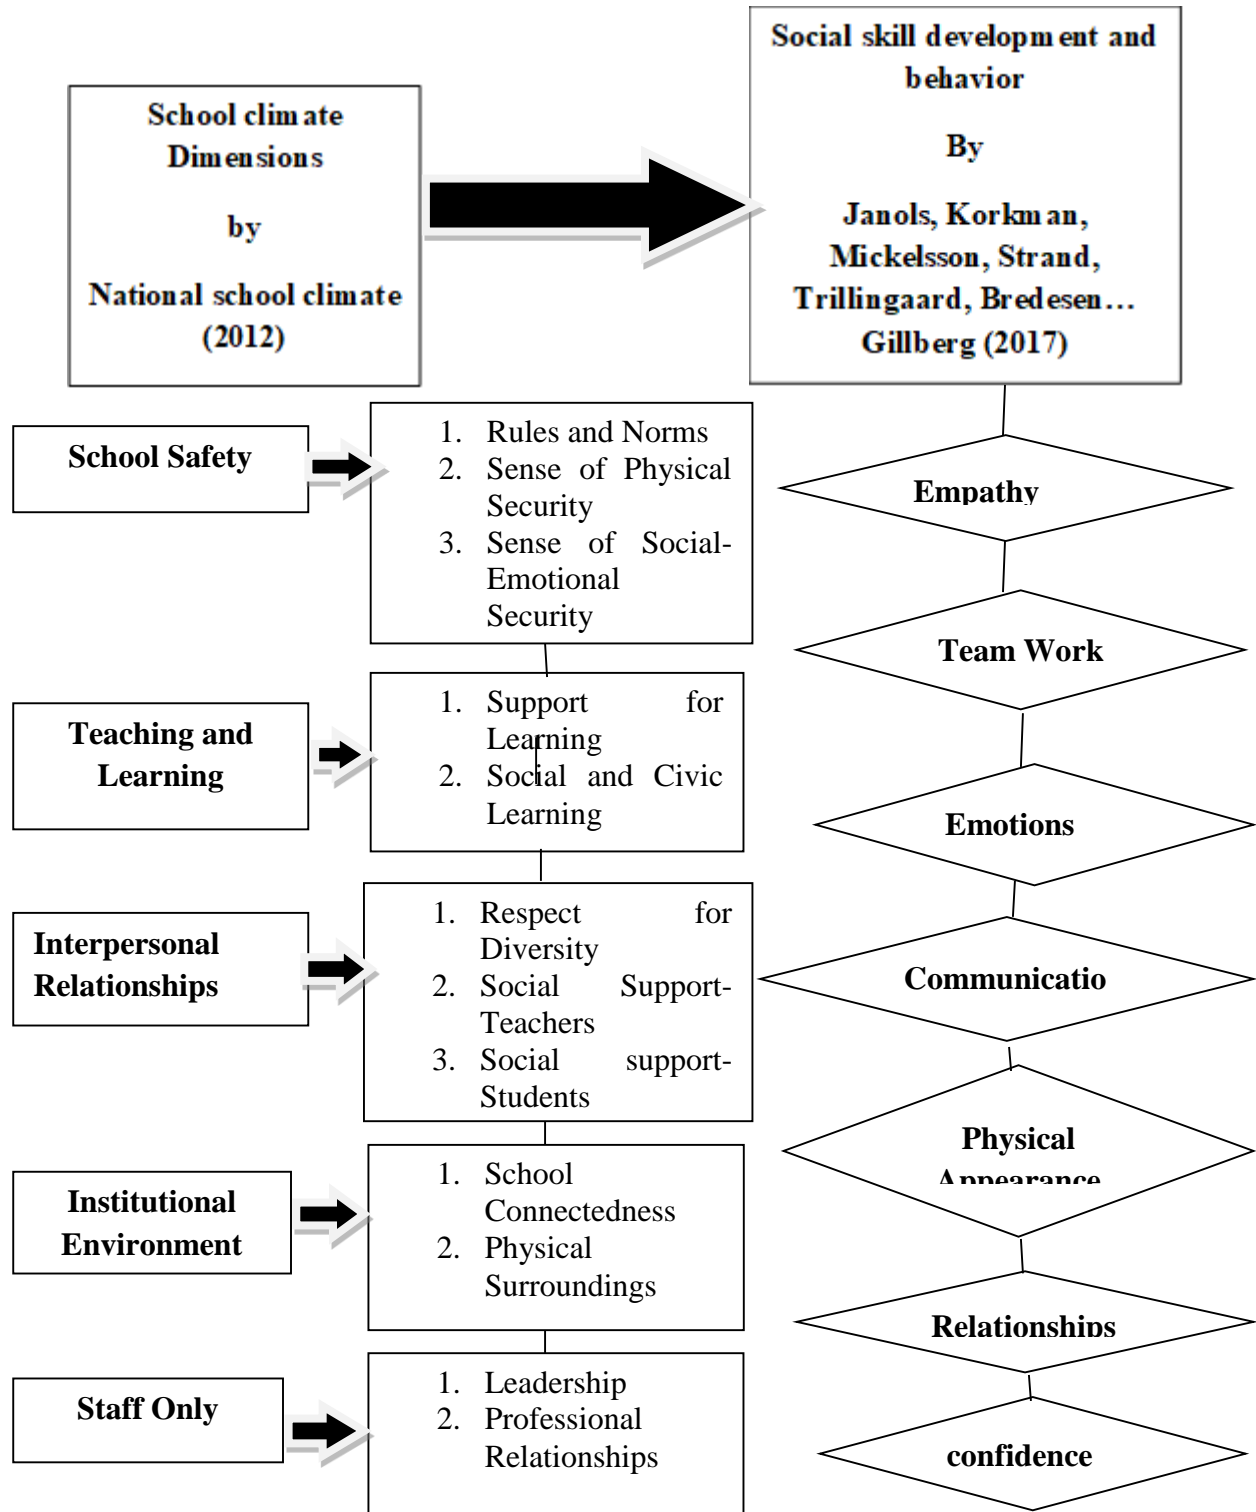 School climate
Dimensions
by
National school climate
(2012)
Social skill development and
behavior
By
Janols, Korkman,
Mickelsson, Strand,
Trillingaard, Bredesen…
Gillberg (2017)
School Safety
1. Rules and Norms
2. Sense of Physical
Security
3. Sense of Social-
Emotional
Security
Teaching and
Learning
1. Support for
Learning
2. Social and Civic
Learning
Interpersonal
Relationships
1. Respect for
Diversity
2. Social Support-
Teachers
3. Social support-
Students
Institutional
Environment
1. School
Connectedness
2. Physical
Surroundings
Staff Only
1. Leadership
2. Professional
Relationships
Empathy
Team Work
Emotions
Communicatio
Physical
Appearance
Relationships
confidence